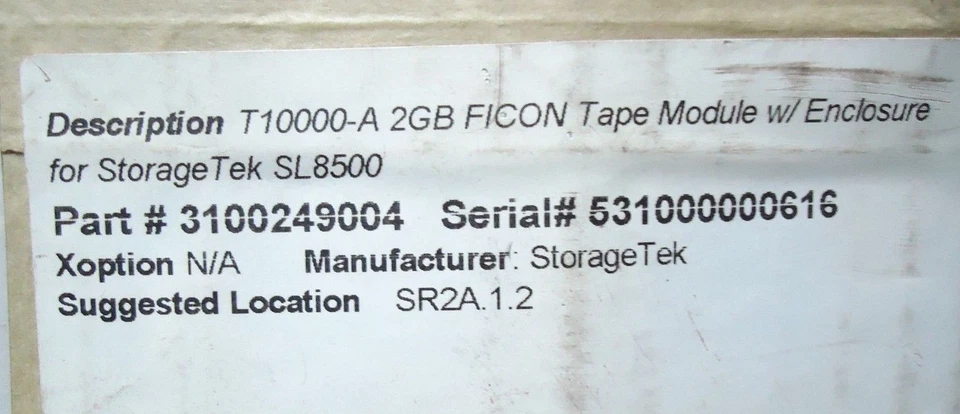 Description T10000-A 2GB FICON Tape Module w/ Enclosure
for StorageTek SL8500
Part # 3100249004 Serial# 531000000616
Xoption N/A Manufacturer: StorageTek
Suggested Location SR2A.1.2